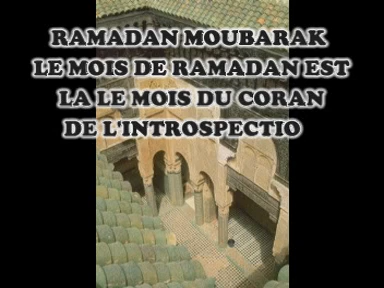 RAMADAN MOUBARAK
LE MOIS DE RAMADAN EST
LA LE MOIS DU CORAN
DE L'INTROSPECTIO